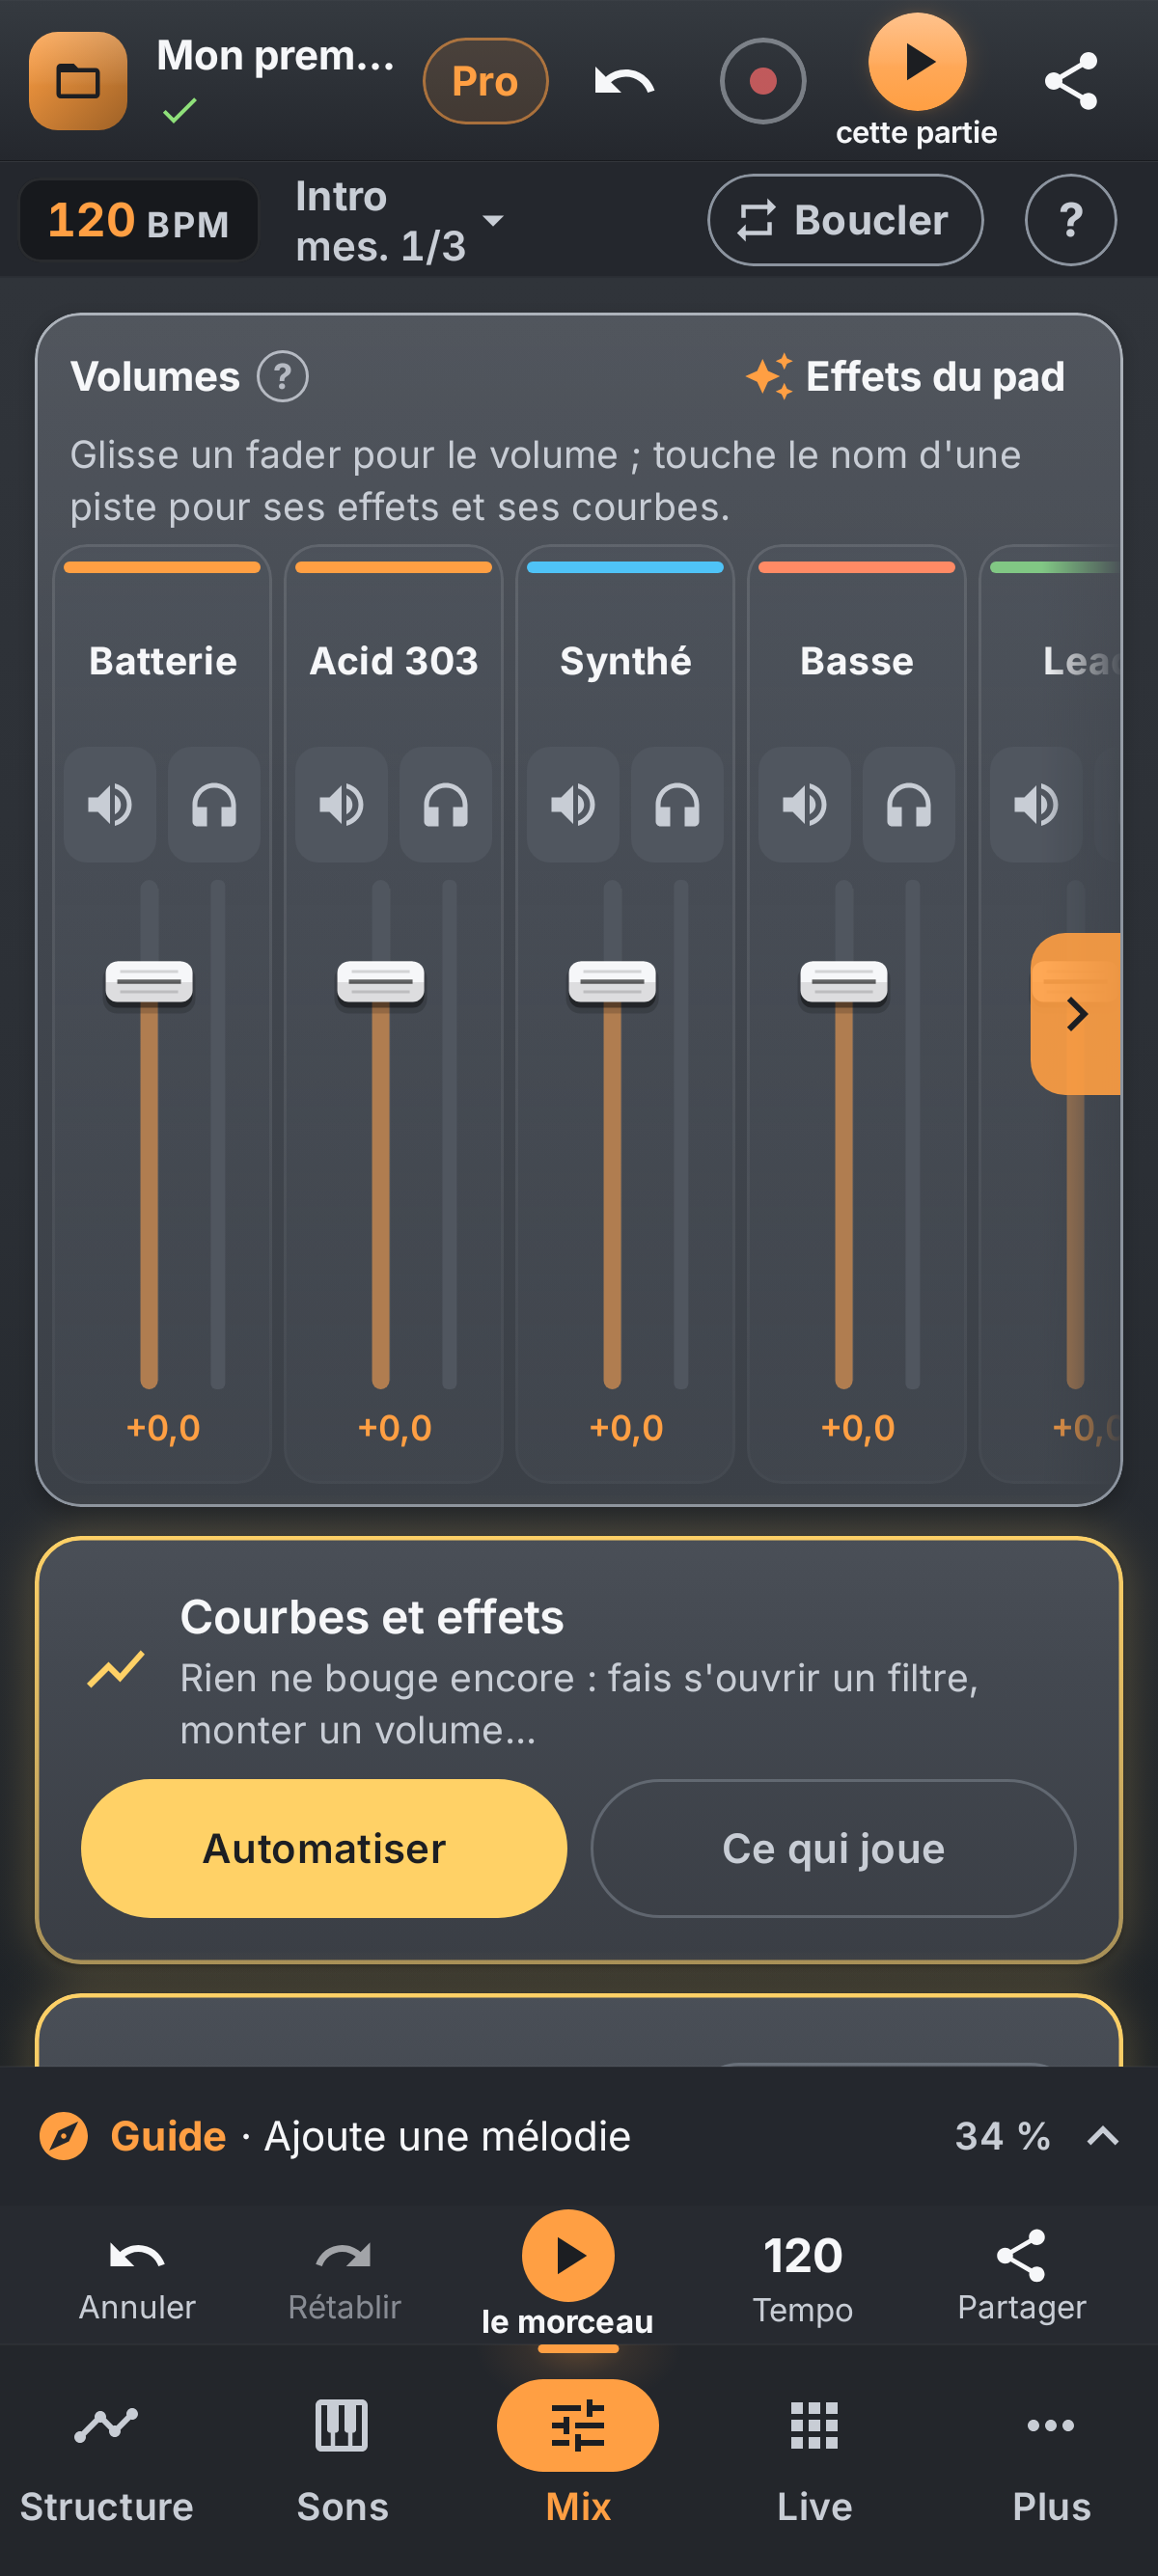 Mon prem...
Pro
cette partie
120 BPM
Intro
mes. 1/3
Boucler
?
Volumes ?
Effets du pad
Glisse un fader pour le volume ; touche le nom d'une
piste pour ses effets et ses courbes.
Batterie
Acid 303
Synthé
Basse
+0,0
+0,0
+0,0
+0,0
Courbes et effets
Rien ne bouge encore : fais s'ouvrir un filtre,
monter un volume...
Automatiser
Ce qui joue
Guide · Ajoute une mélodie
34 %
Annuler
Rétablir
le morceau
120
Tempo
Partager
Structure
Sons
Mix
Live
Plus